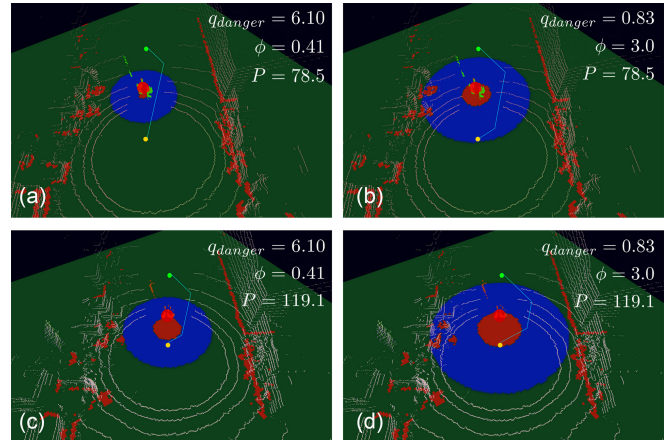 q_danger = 6.10
ϕ = 0.41
P = 78.5
(a)
q_danger = 0.83
ϕ = 3.0
P = 78.5
(b)
q_danger = 6.10
ϕ = 0.41
P = 119.1
(c)
q_danger = 0.83
ϕ = 3.0
P = 119.1
(d)